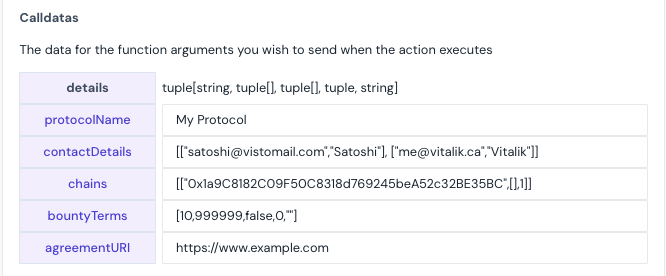 Calldatas
The data for the function arguments you wish to send when the action executes
details tuple[string, tuple[], tuple[], tuple, string]
protocolName My Protocol
contactDetails [["satoshi@vistomail.com","Satoshi"], ["me@vitalik.ca","Vitalik"]]
chains [["0x1a9C8182C09F50C8318d769245beA52c32BE35BC",[],1]]
bountyTerms [10,999999,false,0,""]
agreementURI https://www.example.com